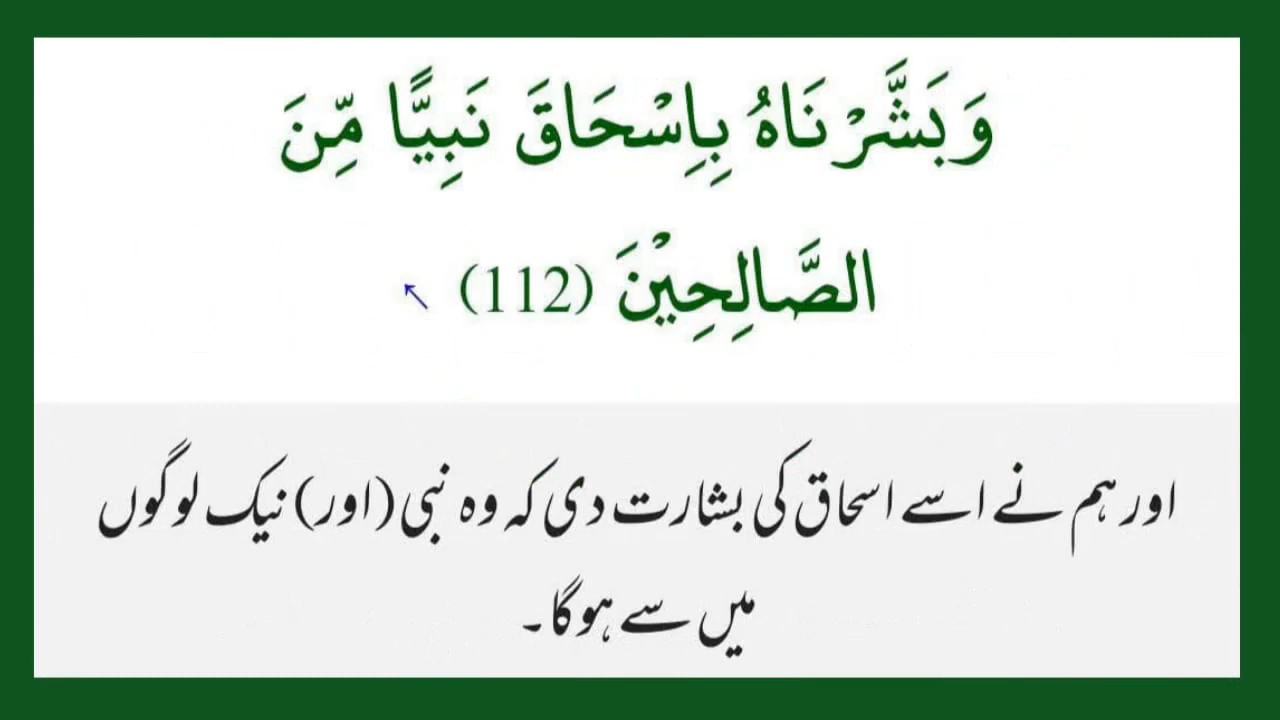 وَبَشَّرْنَاهُ بِاِسْحَاقَ نَبِيًّا مِّنَ
الصَّالِحِيْنَ (112)
اور ہم نے اسے اسحاق کی بشارت دی کہ وہ نبی (اور) نیک لوگوں
میں سے ہوگا۔